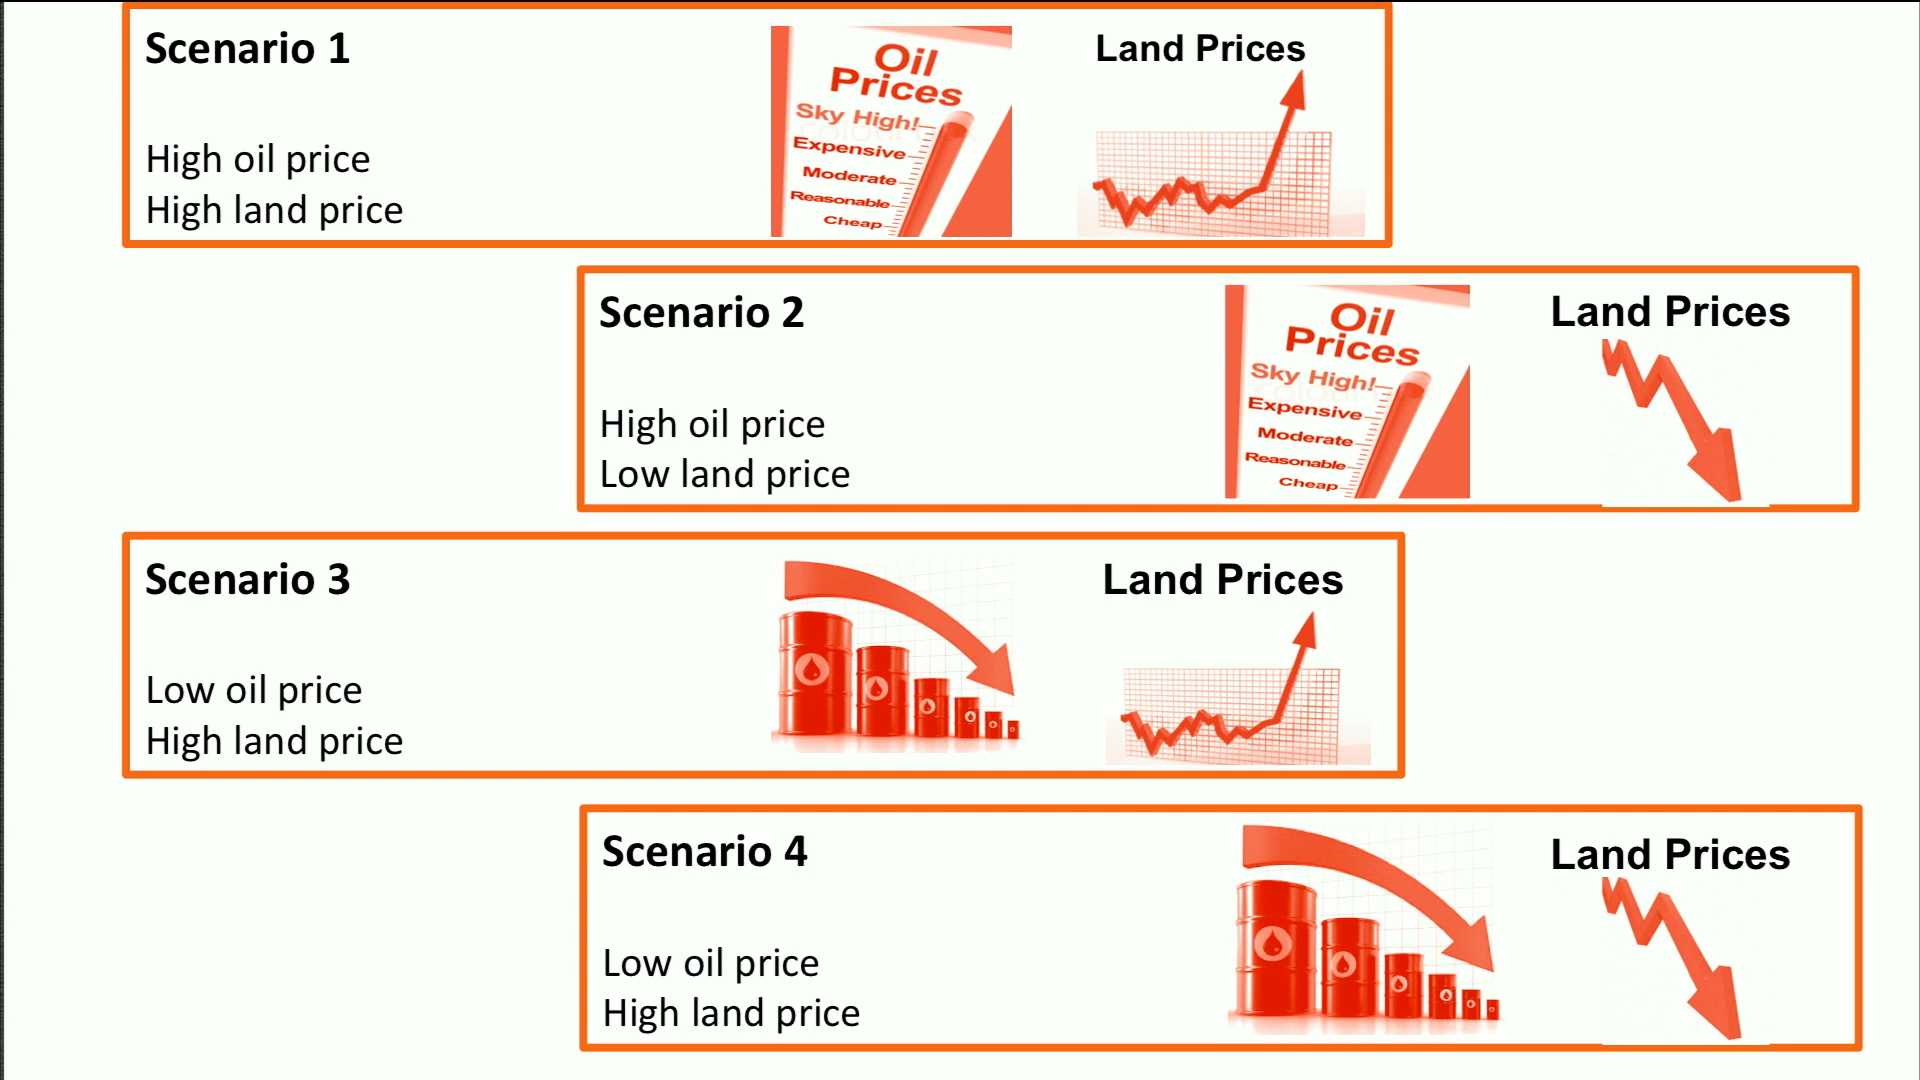 Scenario 1
High oil price
High land price
Oil
Prices
Sky High!
Expensive
Moderate
Reasonable
Cheap
Land Prices
Scenario 2
High oil price
Low land price
Oil
Prices
Sky High!
Expensive
Moderate
Reasonable
Cheap
Land Prices
Scenario 3
Low oil price
High land price
Land Prices
Scenario 4
Low oil price
High land price
Land Prices